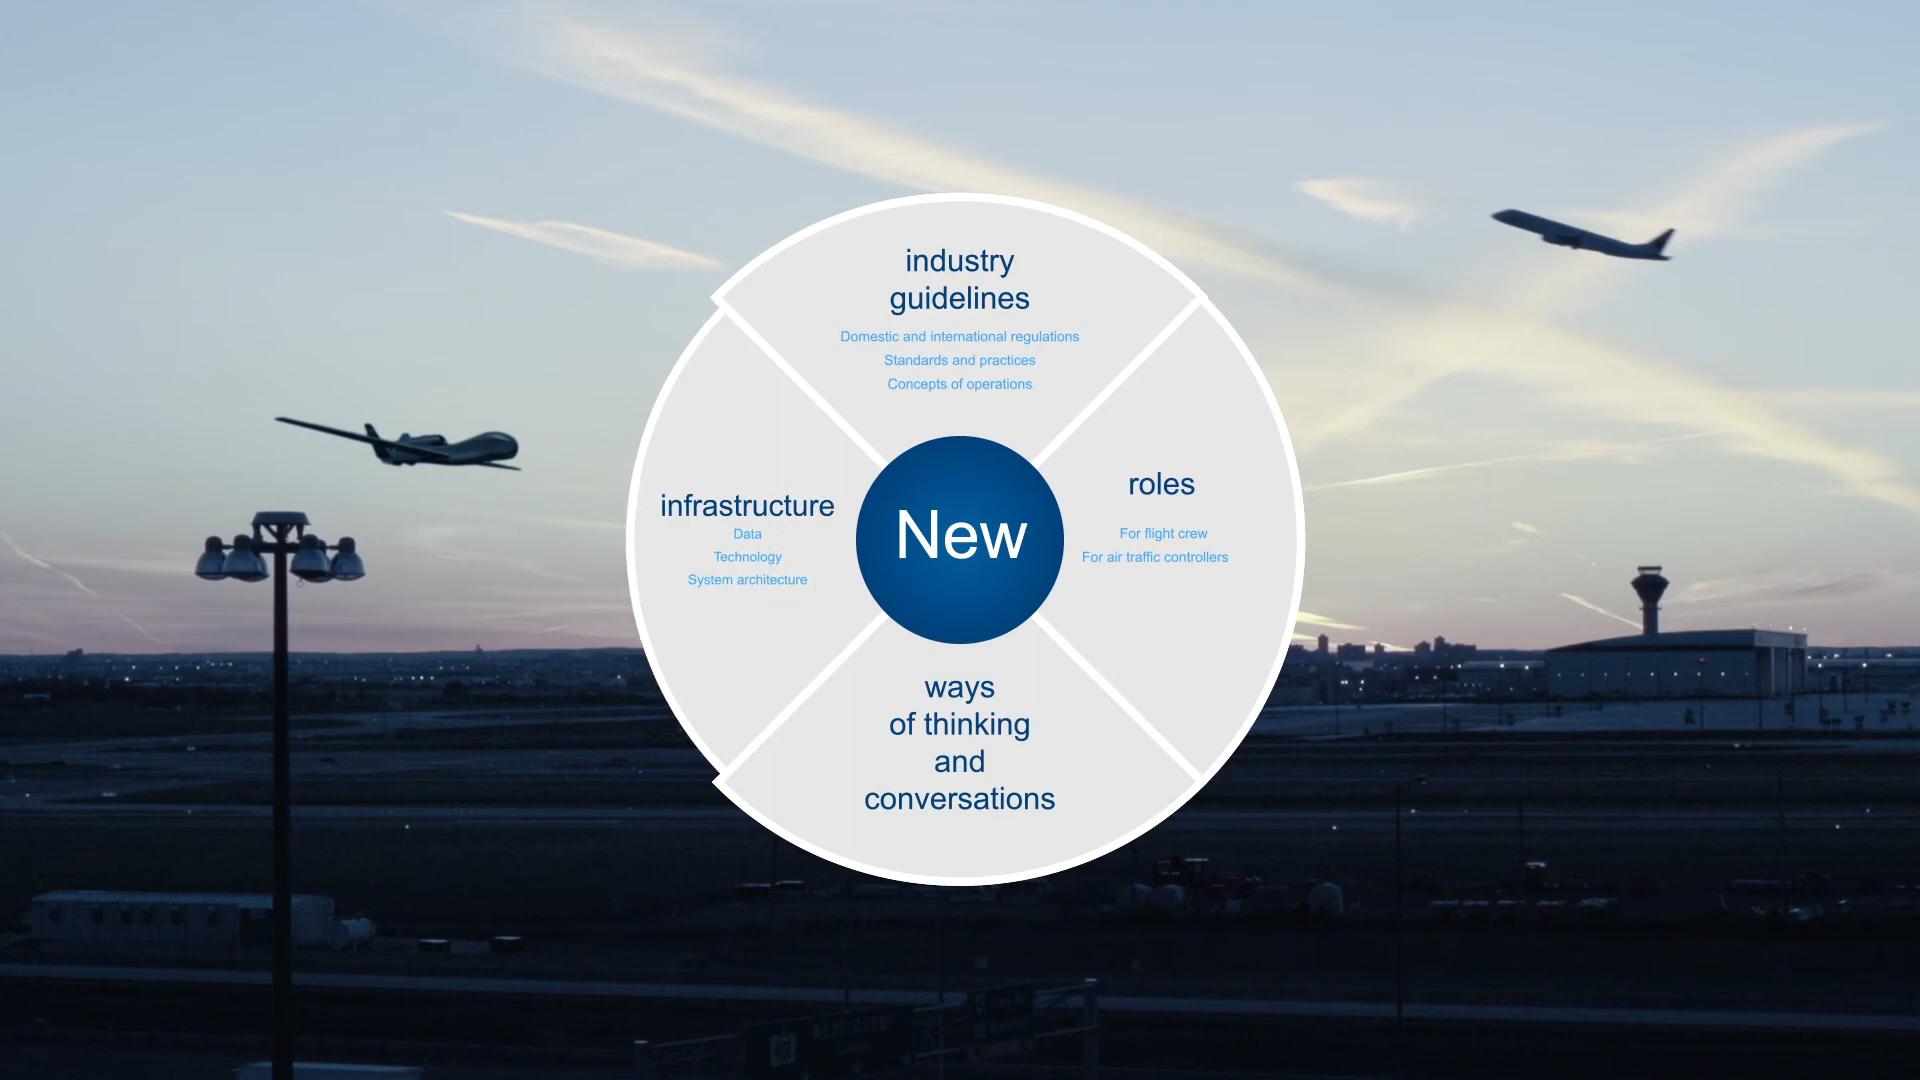 industry
guidelines
Domestic and international regulations
Standards and practices
Concepts of operations
infrastructure
Data
Technology
System architecture
New
roles
For flight crew
For air traffic controllers
ways
of thinking
and
conversations